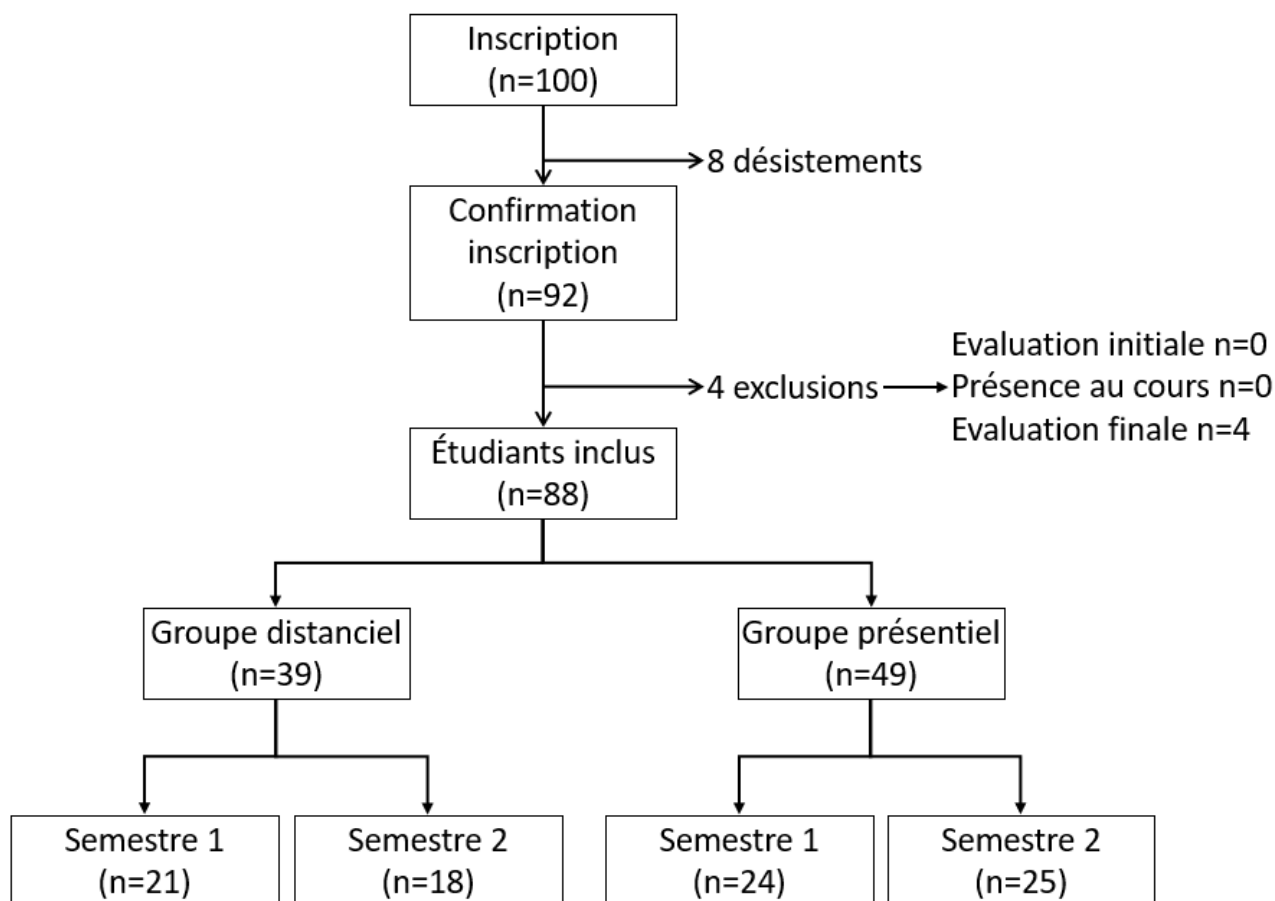 Inscription
(n=100)
8 désistements
Confirmation
inscription
(n=92)
Evaluation initiale n=0
4 exclusions
Présence au cours n=0
Evaluation finale n=4
Étudiants inclus
(n=88)
Groupe distanciel
(n=39)
Groupe présentiel
(n=49)
Semestre 1
(n=21)
Semestre 2
(n=18)
Semestre 1
(n=24)
Semestre 2
(n=25)